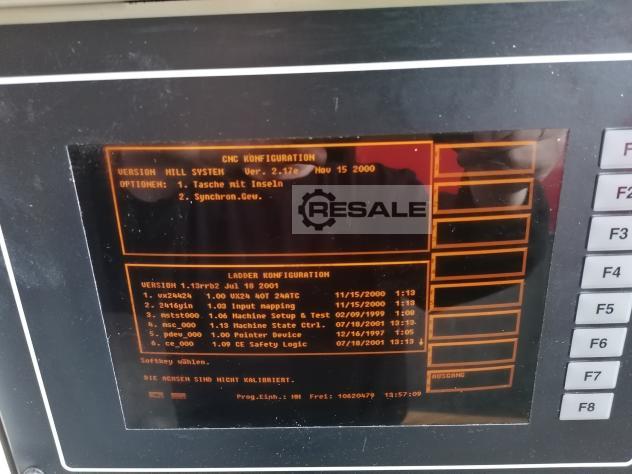 CNC KONFIGURATION
VERSION MILL SYSTEM Ver. 2.17e Nov 15 2000
OPTIONEN: 1. Tasche mit Inseln
2. Synchron.Gew.
RESALE
LADDER KONFIGURATION
VERSION 1.13rrb2 Jul 18 2001
1. vx24t24 1.00 VX24 40T 24ATC 11/15/2000 1:13
2. 2416yin 1.03 Input mapping 11/15/2000 1:13
3. mstst000 1.06 Machine Setup & Test 02/09/1999 1:00
4. msc_000 1.13 Machine State Ctrl. 07/18/2001 13:13
5. pdev_000 1.00 Pointer Device 12/16/1997 1:05
6. ce_000 1.09 CE Safety Logic 07/18/2001 13:13 ↓
Softkey wählen.
DIE ACHSEN SIND NICHT KALIBRIERT.
AUSGANG
Prog.Einh.: MM Frei: 10620479 13:57:09
F
F2
F3
F4
F5
F6
F7
F8